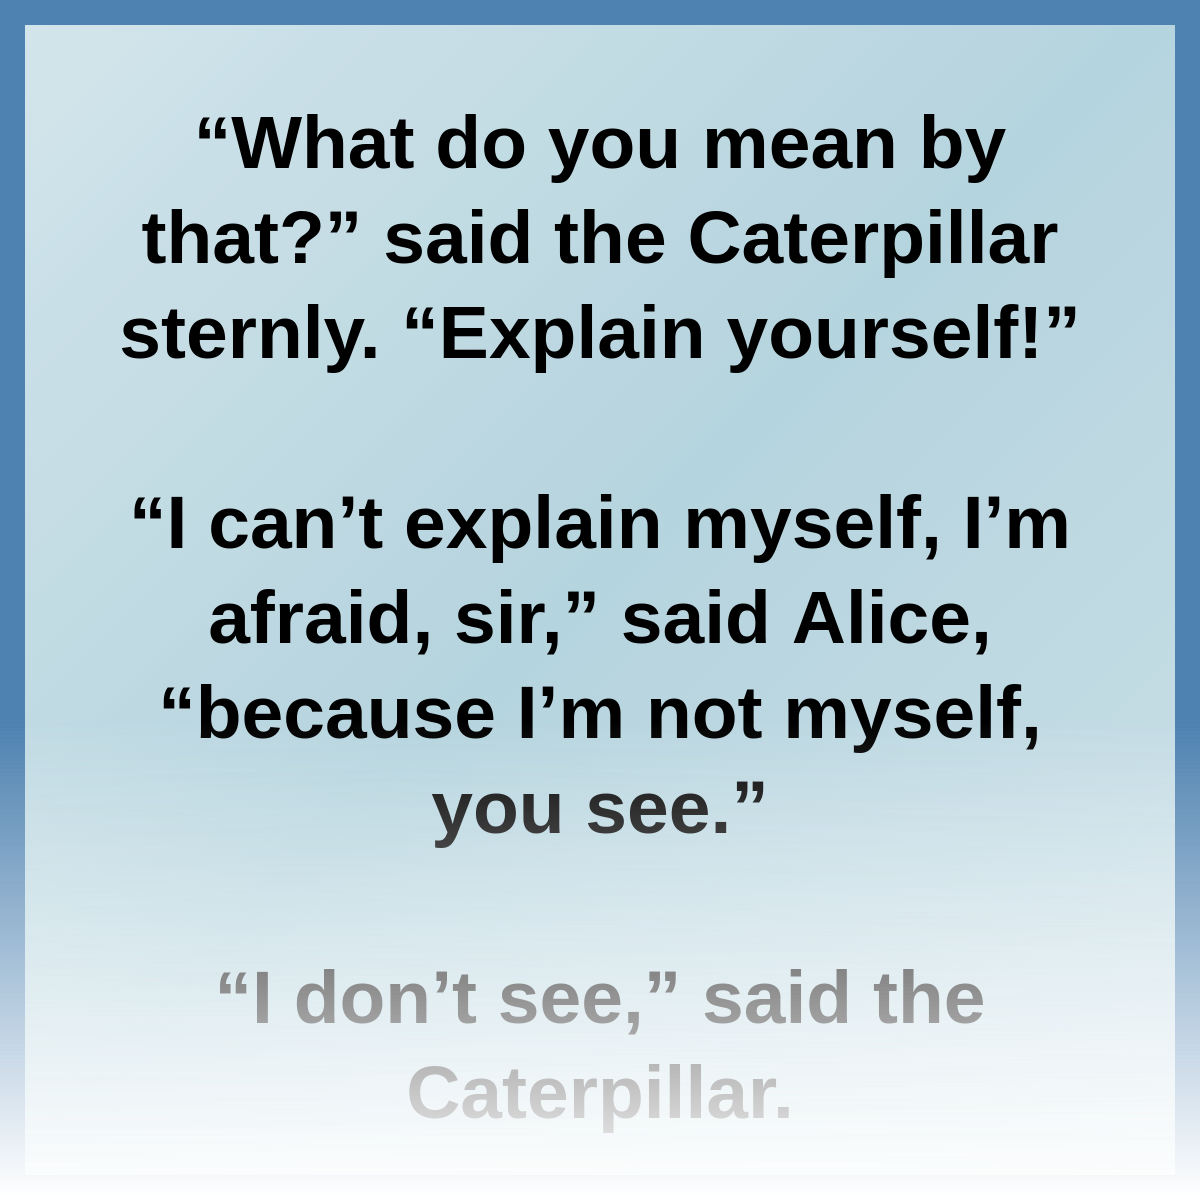 “What do you mean by
that?” said the Caterpillar
sternly. “Explain yourself!”
“I can’t explain myself, I’m
afraid, sir,” said Alice,
“because I’m not myself,
you see.”
“I don’t see,” said the
Caterpillar.